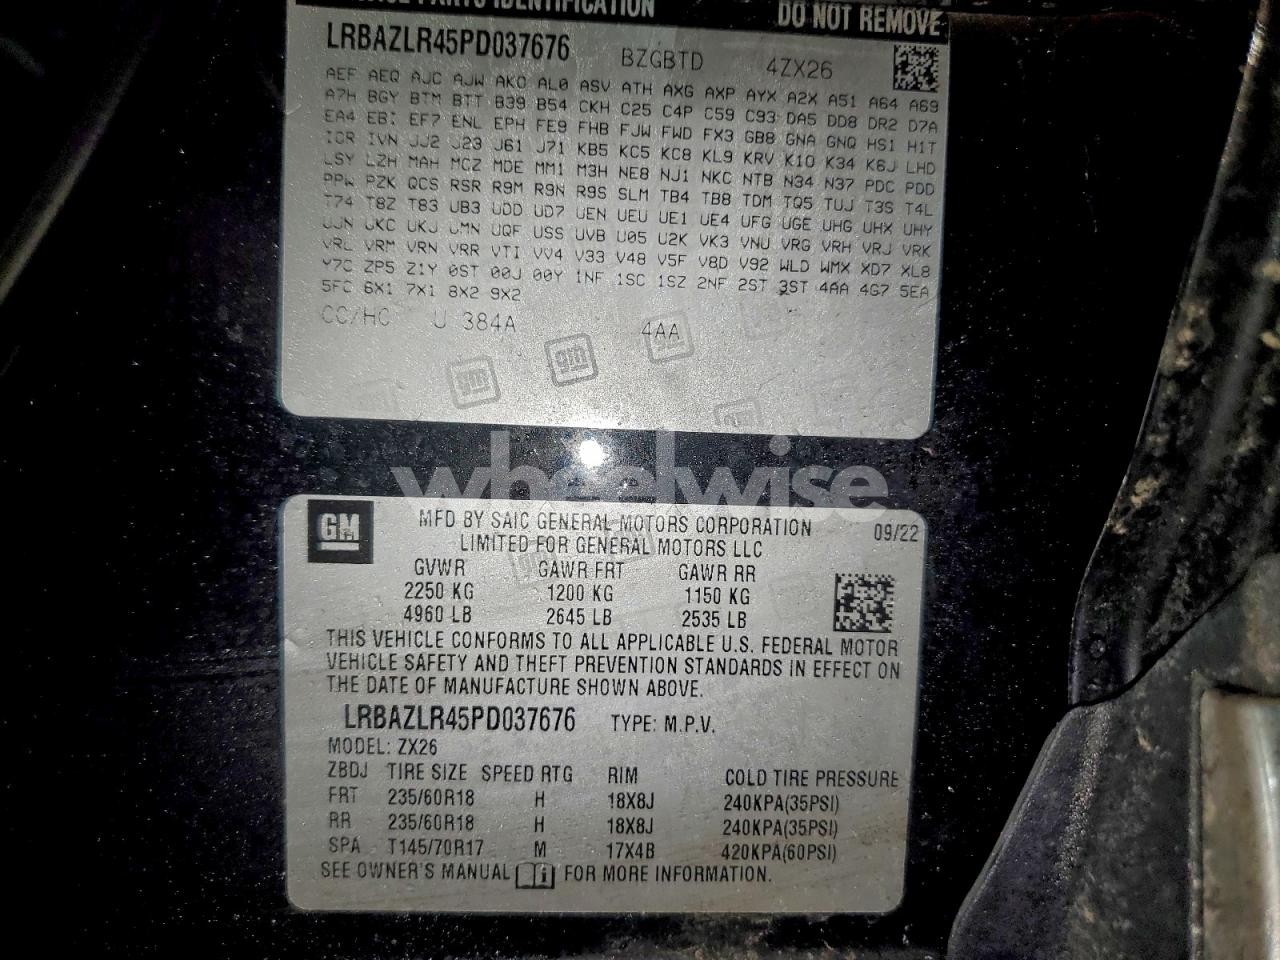 PARTS IDENTIFICATION DO NOT REMOVE
LRBAZLR45PD037676 BZGBTD 4ZX26
AEF AEQ AJC AJW AKO AL0 ASV ATH AXG AXP AYX A2X A51 A64 A69
A7H BGY BTM BTT B39 B54 CKH C25 C4P C59 C93 DA5 DD8 DR2 D7A
EA4 EBI EF7 ENL EPH FE9 FHB FJW FWD FX3 GB8 GNA GNQ HS1 H1T
IOR IVN JJ2 J23 J61 J71 KB5 KC5 KC8 KL9 KRV K10 K34 K6J LHD
LSY LZH MAH MCZ MDE MM1 M3H NE8 NJ1 NKC NTB N34 N37 PDC PDD
PPW PZK QCS RSR R9M R9N R9S SLM TB4 TB8 TDM TQ5 TUJ T3S T4L
T74 T8Z T83 UB3 UDD UD7 UEN UEU UE1 UE4 UFG UGE UHG UHX UHY
UJN UKC UKJ UMN UQF USS UVB U05 U2K VK3 VNU VRG VRH VRJ VRK
VRL VRM VRN VRR VTI VV4 V33 V48 V5F V8D V92 WLD WMX XD7 XL8
Y7C ZP5 Z1Y 0ST 00J 00Y 1NF 1SC 1SZ 2NF 2ST 3ST 4AA 4G7 5EA
5FC 6X1 7X1 8X2 9X2
CC/HC U 384A 4AA
gm gm gm
wheelwise
GM MFD BY SAIC GENERAL MOTORS CORPORATION 09/22
LIMITED FOR GENERAL MOTORS LLC
GVWR GAWR FRT GAWR RR
2250 KG 1200 KG 1150 KG
4960 LB 2645 LB 2535 LB
THIS VEHICLE CONFORMS TO ALL APPLICABLE U.S. FEDERAL MOTOR
VEHICLE SAFETY AND THEFT PREVENTION STANDARDS IN EFFECT ON
THE DATE OF MANUFACTURE SHOWN ABOVE.
LRBAZLR45PD037676 TYPE: M.P.V.
MODEL: ZX26
ZBDJ TIRE SIZE SPEED RTG RIM COLD TIRE PRESSURE
FRT 235/60R18 H 18X8J 240KPA(35PSI)
RR 235/60R18 H 18X8J 240KPA(35PSI)
SPA T145/70R17 M 17X4B 420KPA(60PSI)
SEE OWNER'S MANUAL FOR MORE INFORMATION.